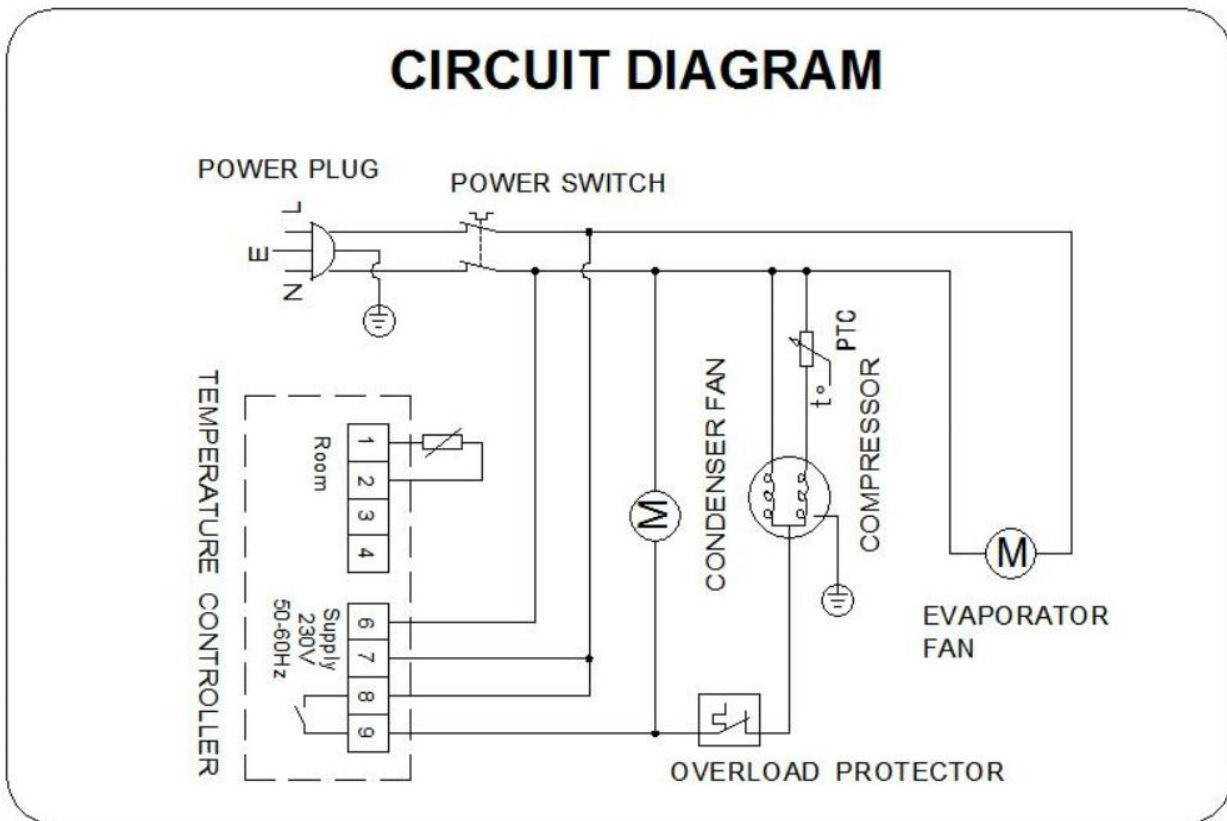 CIRCUIT DIAGRAM
POWER PLUG
POWER SWITCH
L
E
N
PTC
t°
COMPRESSOR
CONDENSER FAN
TEMPERATURE CONTROLLER
Room
1
2
3
4
Supply
230V
50-60Hz
6
7
8
9
M
M
EVAPORATOR
FAN
OVERLOAD PROTECTOR